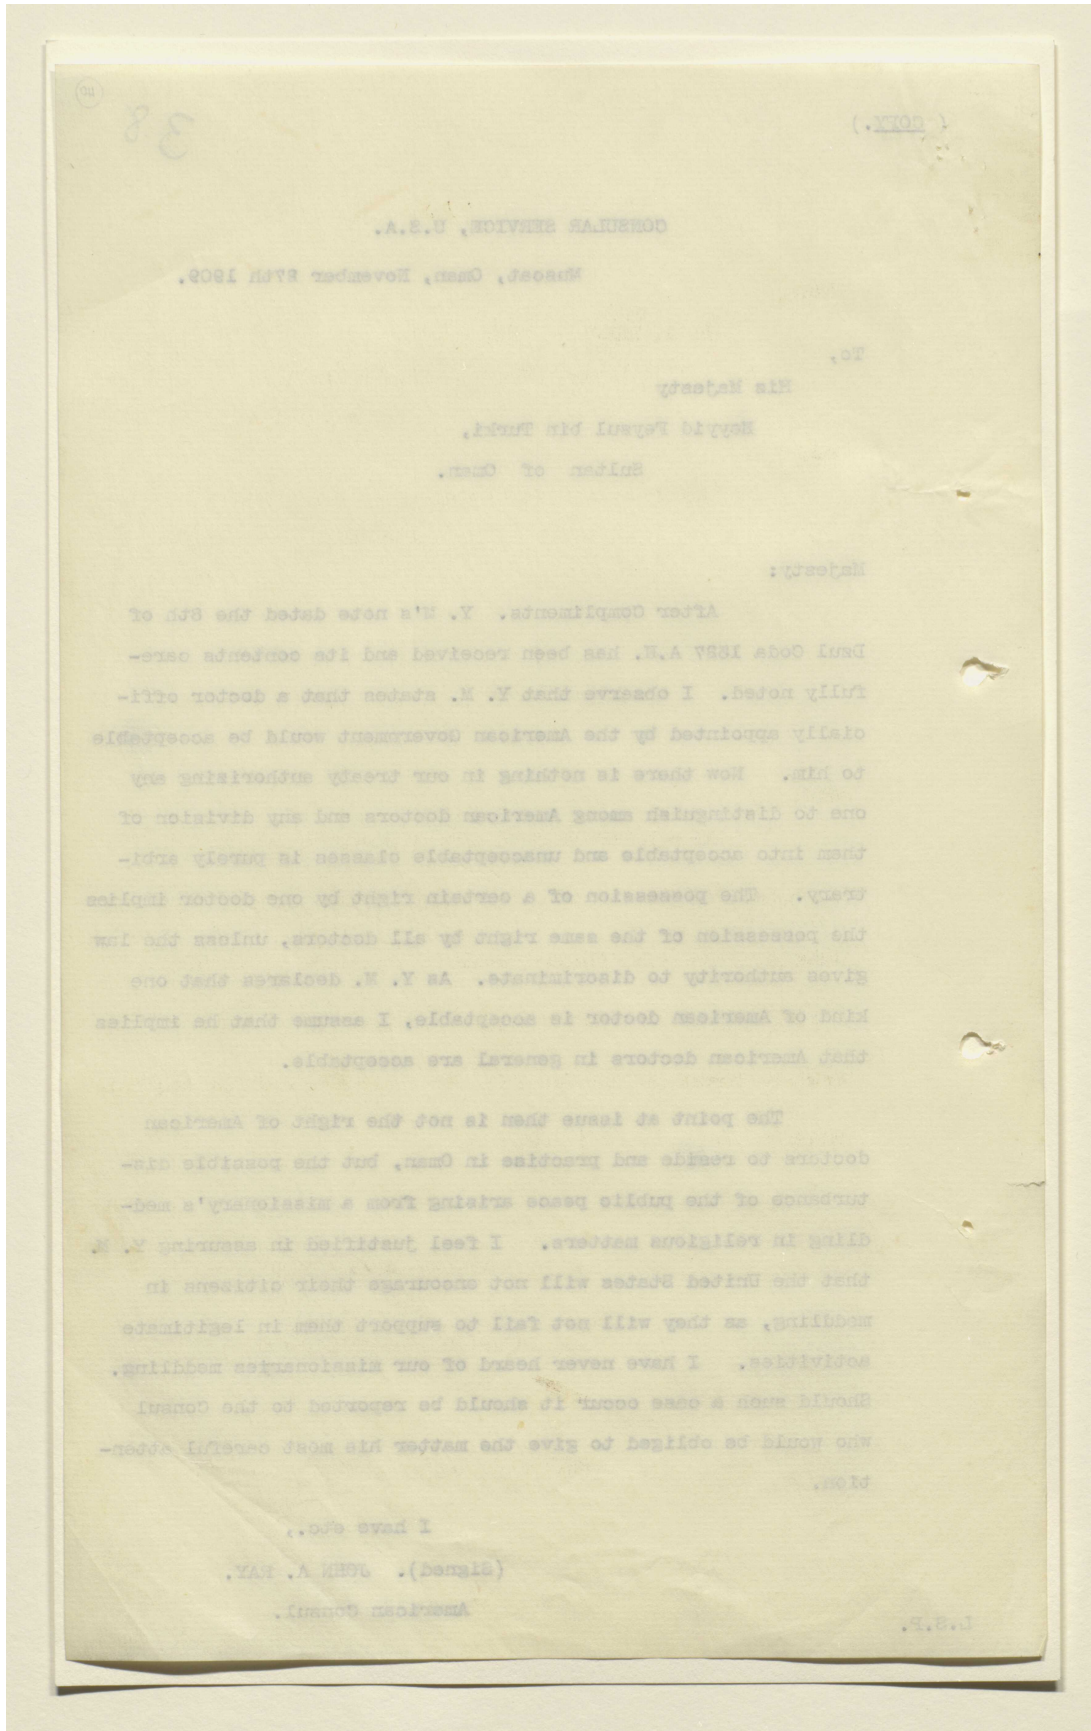 38
( COPY.)
CONSULAR SERVICE, U.S.A.
Muscat, Oman, November 27th 1909.
To,
His Majesty
Seyyid Feysul bin Turki,
Sultan of Oman.
Majesty:
After Compliments. Y. M's note dated the 8th of
Dzul Coda 1327 A.H. has been received and its contents care-
fully noted. I observe that Y. M. states that a doctor offi-
cially appointed by the American Government would be acceptable
to him. Now there is nothing in our treaty authorising any
one to distinguish among American doctors and any division of
them into acceptable and unacceptable classes is purely arbi-
trary. The possession of a certain right by one doctor implies
the possession of the same right by all doctors, unless the law
gives authority to discriminate. As Y. M. declares that one
kind of American doctor is acceptable, I assume that he implies
that American doctors in general are acceptable.
The point at issue then is not the right of American
doctors to reside and practise in Oman, but the possible dis-
turbance of the public peace arising from a missionary's med-
dling in religious matters. I feel justified in assuring Y. M.
that the United States will not encourage their citizens in
meddling, as they will not fail to support them in legitimate
activities. I have never heard of our missionaries meddling.
Should such a case occur it should be reported to the Consul
who would be obliged to give the matter his most careful atten-
tion.
I have etc.,
(Signed). JOHN A. RAY.
American Consul.
L.S.P.